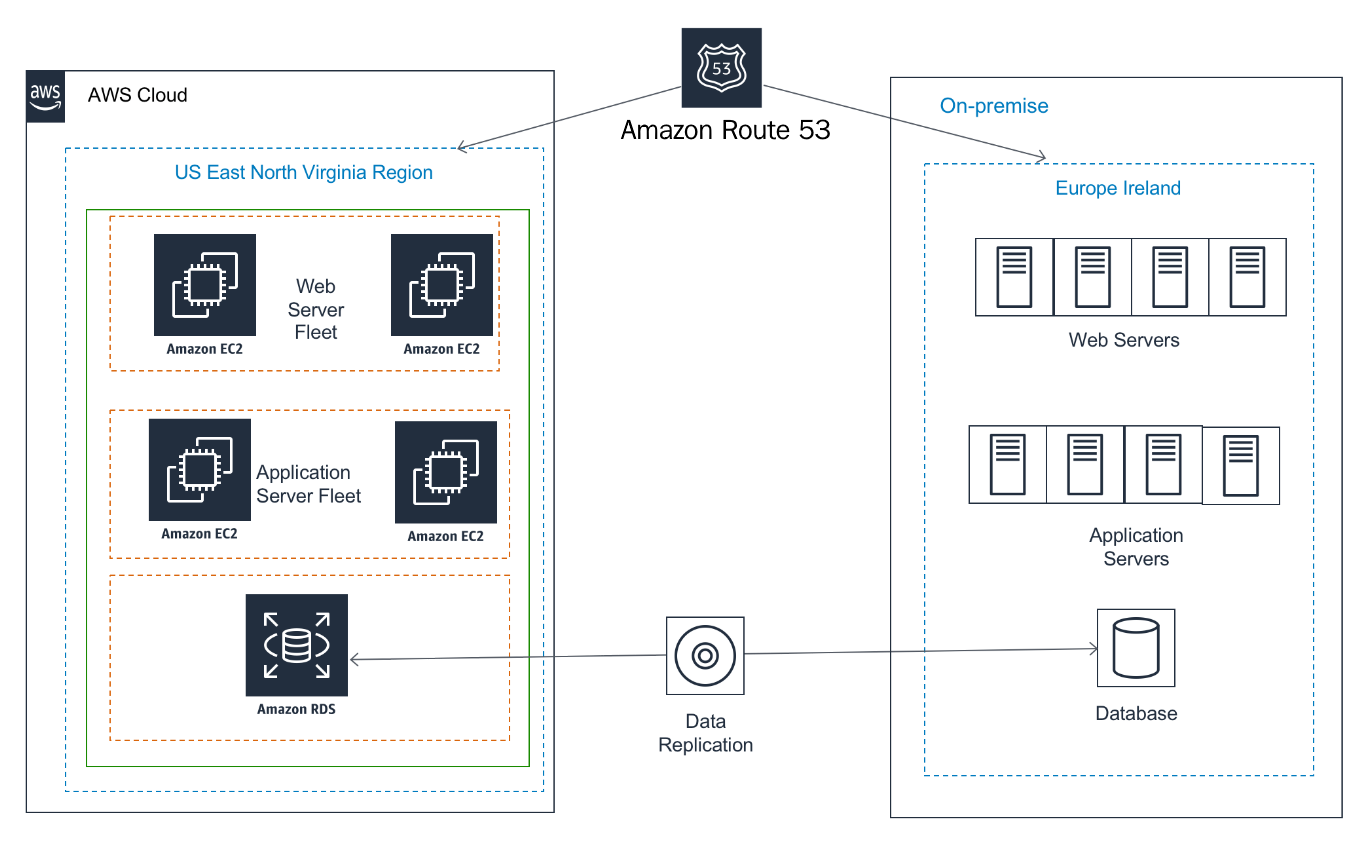 53
Amazon Route 53
aws
AWS Cloud
US East North Virginia Region
Web
Server
Fleet
Amazon EC2
Amazon EC2
Application
Server Fleet
Amazon EC2
Amazon EC2
Amazon RDS
Data
Replication
On-premise
Europe Ireland
Web Servers
Application
Servers
Database